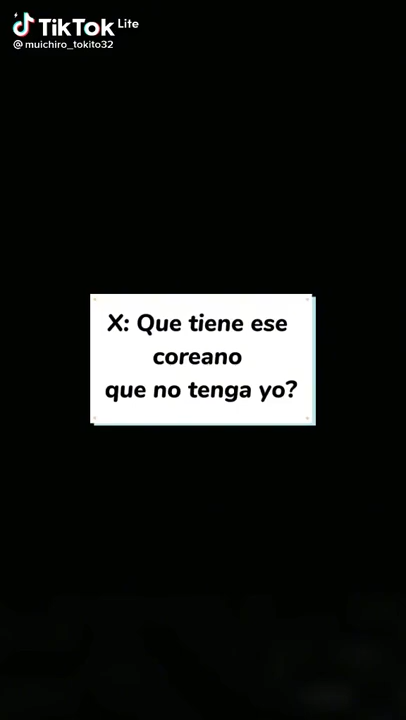 TikTok Lite
@muichiro_tokito32
X: Que tiene ese
coreano
que no tenga yo?